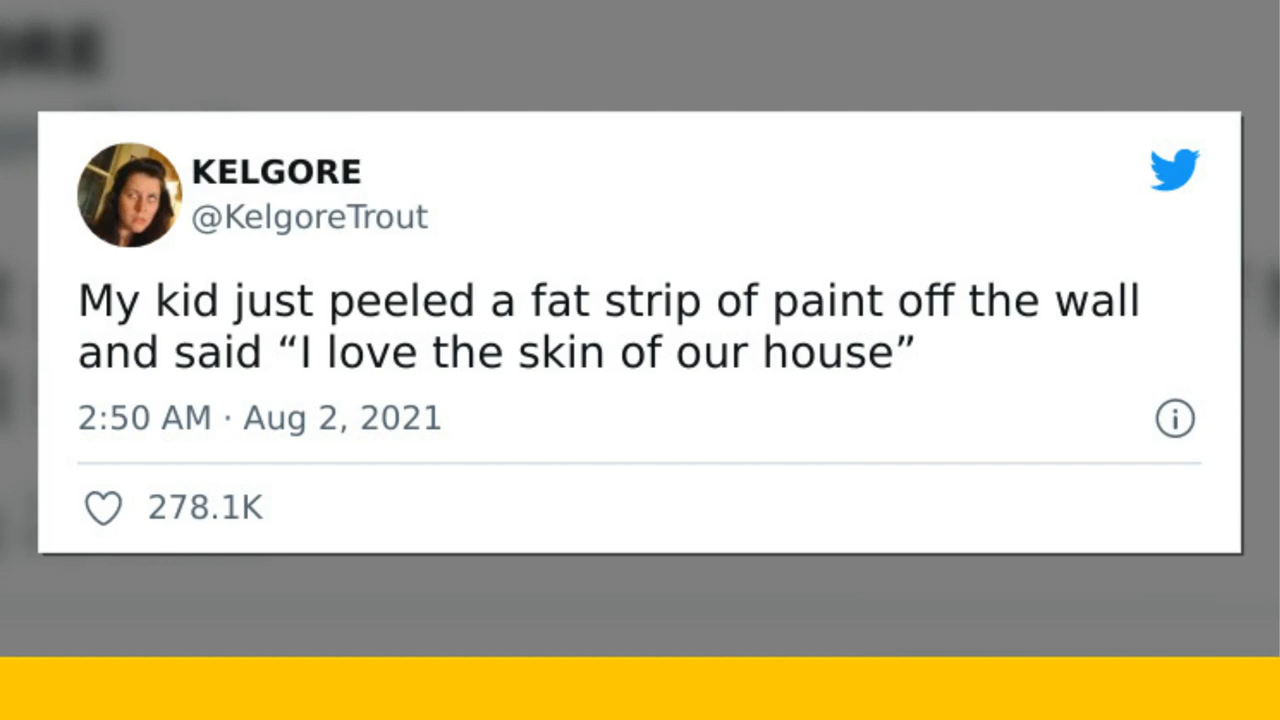 KELGORE
@KelgoreTrout
My kid just peeled a fat strip of paint off the wall
and said “I love the skin of our house”
2:50 AM · Aug 2, 2021
278.1K